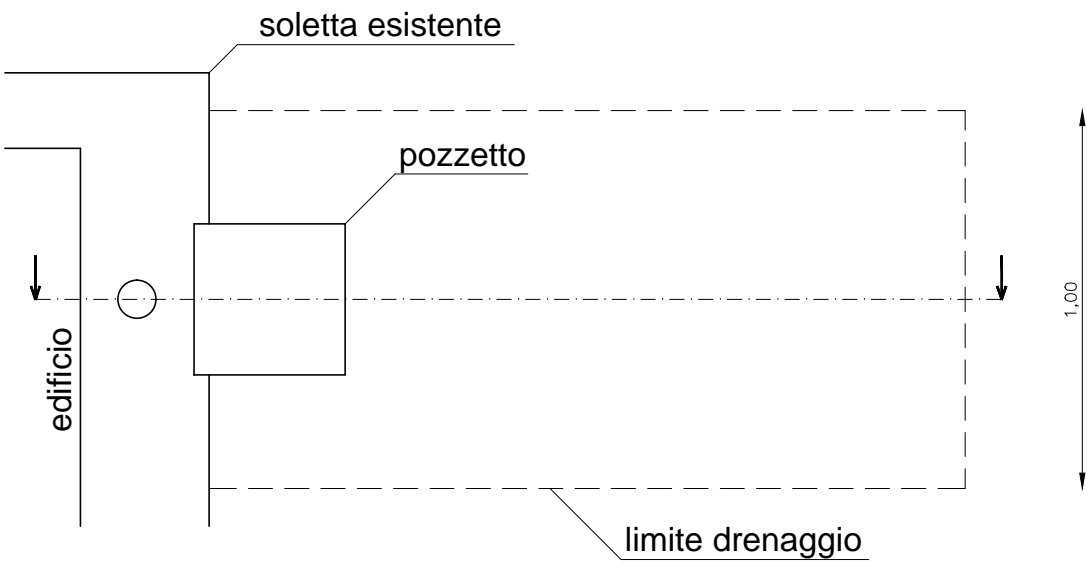 soletta esistente
pozzetto
edificio
1,00
limite drenaggio